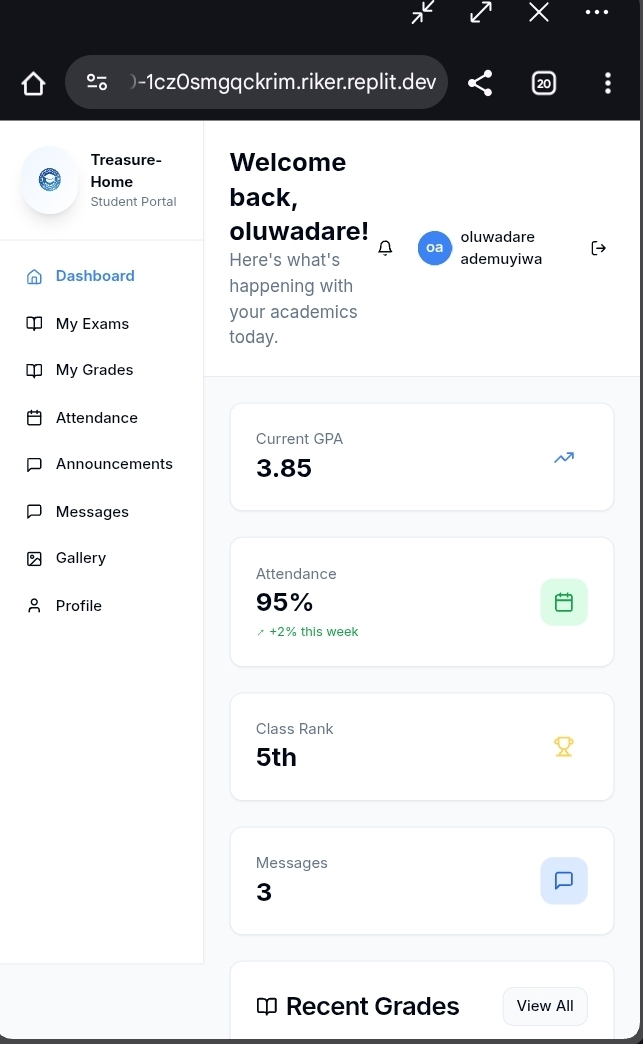 -1cz0smgqckrim.riker.replit.dev
20
Treasure-
Home
Student Portal
Dashboard
My Exams
My Grades
Attendance
Announcements
Messages
Gallery
Profile
Welcome
back,
oluwadare!
Here's what's
happening with
your academics
today.
oa
oluwadare
ademuyiwa
Current GPA
3.85
Attendance
95%
↗ +2% this week
Class Rank
5th
Messages
3
Recent Grades
View All